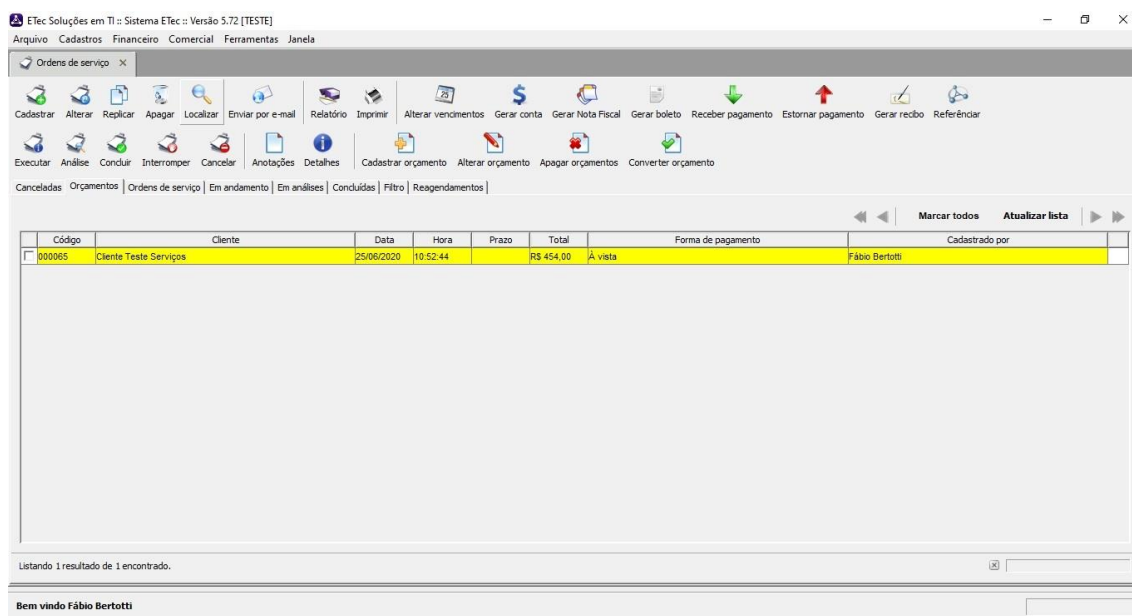 ETec Soluções em TI :: Sistema ETec :: Versão 5.72 [TESTE]
Arquivo Cadastros Financeiro Comercial Ferramentas Janela
Ordens de serviço
Cadastrar Alterar Replicar Apagar Localizar Enviar por e-mail Relatório Imprimir Alterar vencimentos Gerar conta Gerar Nota Fiscal Gerar boleto Receber pagamento Estornar pagamento Gerar recibo Referênciar
Executar Análise Concluir Interromper Cancelar Anotações Detalhes Cadastrar orçamento Alterar orçamento Apagar orçamentos Converter orçamento
Canceladas Orçamentos Ordens de serviço Em andamento Em análises Concluídas Filtro Reagendamentos
Marcar todos Atualizar lista
Código Cliente Data Hora Prazo Total Forma de pagamento Cadastrado por
000065 Cliente Teste Serviços 25/06/2020 10:52:44 R$ 454,00 À vista Fábio Bertotti
Listando 1 resultado de 1 encontrado.
Bem vindo Fábio Bertotti